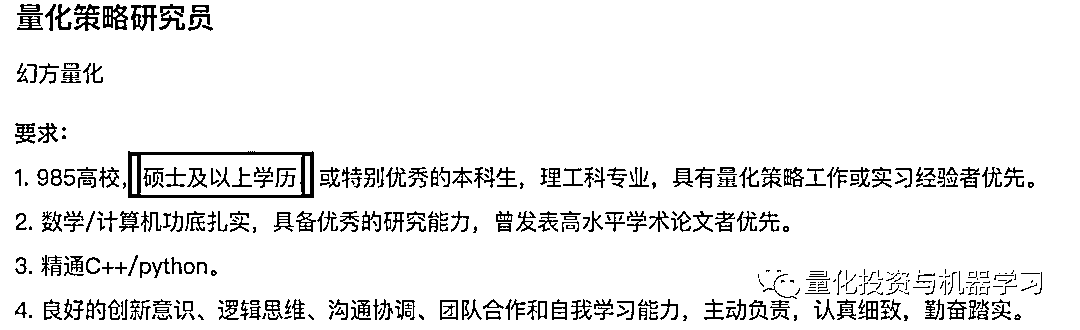 量化策略研究员
幻方量化
要求：
1. 985高校，硕士及以上学历 或特别优秀的本科生，理工科专业，具有量化策略工作或实习经验者优先。
2. 数学/计算机功底扎实，具备优秀的研究能力，曾发表高水平学术论文者优先。
3. 精通C++/python。
量化投资与机器学习
4. 良好的创新意识、逻辑思维、沟通协调、团队合作和自我学习能力，主动负责，认真细致，勤奋踏实。